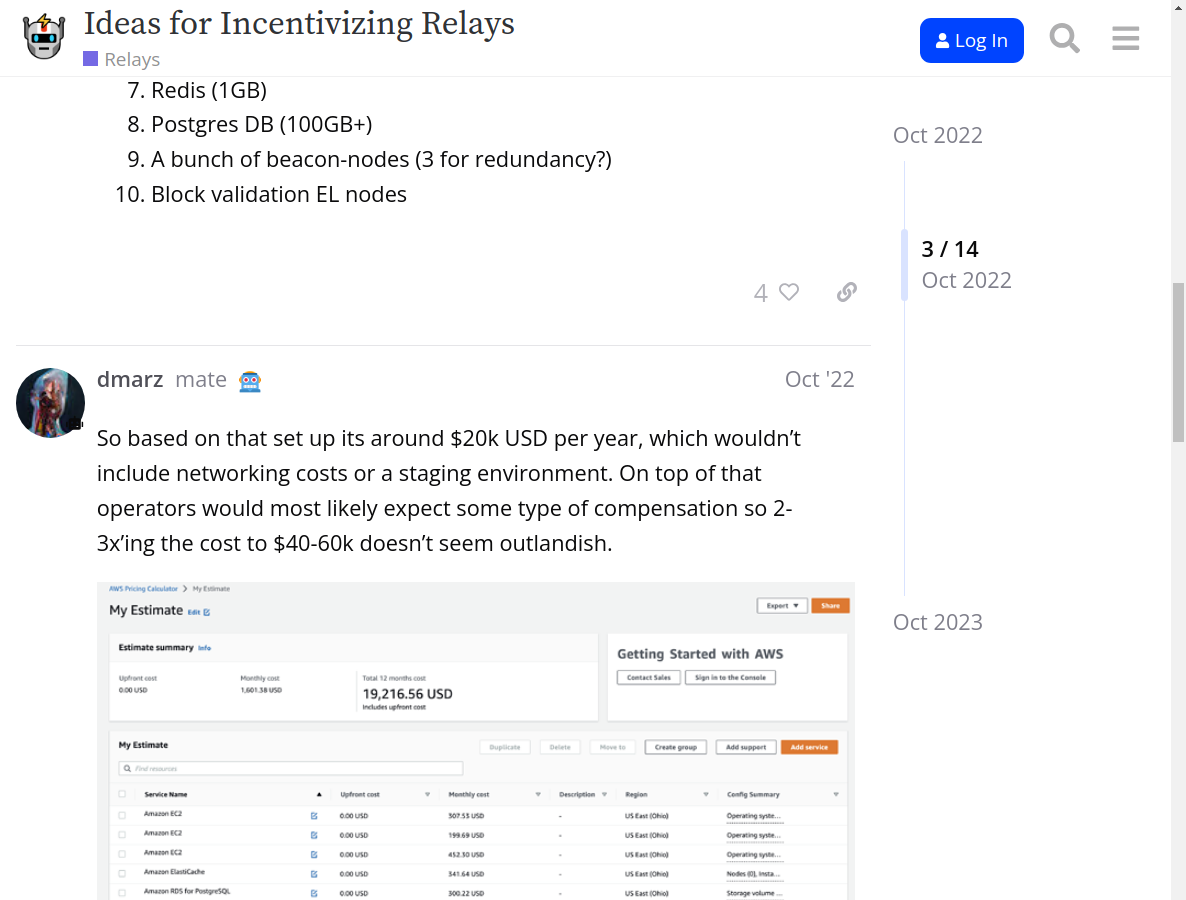 Ideas for Incentivizing Relays
Relays
Log In
7. Redis (1GB)
8. Postgres DB (100GB+)
9. A bunch of beacon-nodes (3 for redundancy?)
10. Block validation EL nodes
Oct 2022
3 / 14
Oct 2022
Oct 2023
4
dmarz mate
Oct '22
So based on that set up its around $20k USD per year, which wouldn’t
include networking costs or a staging environment. On top of that
operators would most likely expect some type of compensation so 2-
3x’ing the cost to $40-60k doesn’t seem outlandish.
AWS Pricing Calculator > My Estimate
My Estimate Edit
Export Share
Estimate summary Info
Upfront cost Monthly cost Total 12 months cost
0.00 USD 1,601.38 USD 19,216.56 USD
Includes upfront cost
Getting Started with AWS
Contact Sales Sign in to the Console
My Estimate
Duplicate Delete Move to Create group Add support Add service
Find resources
Service Name Upfront cost Monthly cost Description Region Config Summary
Amazon EC2 0.00 USD 307.53 USD - US East (Ohio) Operating syste...
Amazon EC2 0.00 USD 199.69 USD - US East (Ohio) Operating syste...
Amazon EC2 0.00 USD 452.30 USD - US East (Ohio) Operating syste...
Amazon ElastiCache 0.00 USD 341.64 USD - US East (Ohio) Nodes (0), Insta...
Amazon RDS for PostgreSQL 0.00 USD 300.22 USD - US East (Ohio) Storage volume ...